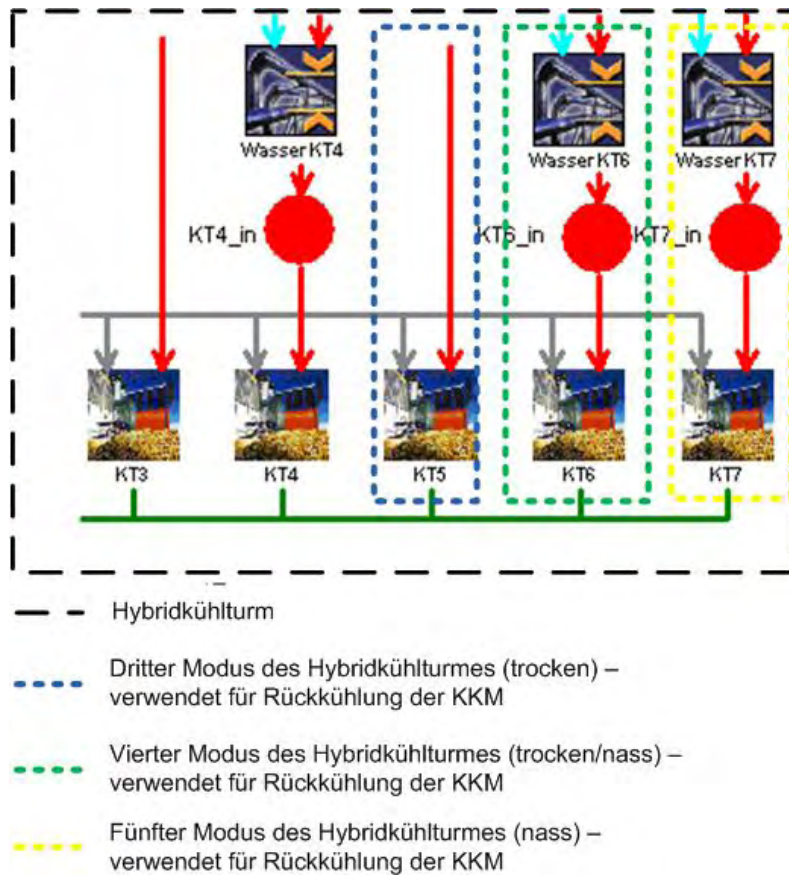 Wasser KT4
Wasser KT6
Wasser KT7
KT4_in
KT6_in
KT7_in
KT3
KT4
KT5
KT6
KT7
Hybridkühlturm
Dritter Modus des Hybridkühlturmes (trocken) –
verwendet für Rückkühlung der KKM
Vierter Modus des Hybridkühlturmes (trocken/nass) –
verwendet für Rückkühlung der KKM
Fünfter Modus des Hybridkühlturmes (nass) –
verwendet für Rückkühlung der KKM